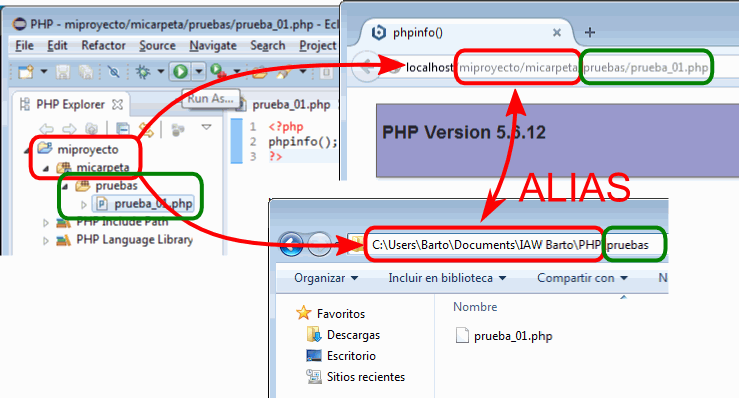 PHP - miproyecto/micarpeta/pruebas/prueba_01.php - Ecl
File Edit Refactor Source Navigate Search Project
Run As...
PHP Explorer
miproyecto
micarpeta
pruebas
prueba_01.php
PHP Include Path
PHP Language Library
prueba_01.php
1 <?php
2 phpinfo();
3 ?>
phpinfo()
localhost/miproyecto/micarpeta/pruebas/prueba_01.php
PHP Version 5.6.12
ALIAS
C:\Users\Barto\Documents\IAW Barto\PHP\pruebas
Organizar Incluir en biblioteca Compartir con N
Favoritos
Descargas
Escritorio
Sitios recientes
Nombre
prueba_01.php